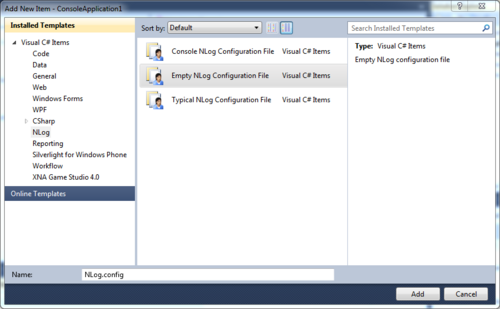 Add New Item - ConsoleApplication1
Installed Templates
Sort by: Default
Search Installed Templates
Visual C# Items
Code
Data
General
Web
Windows Forms
WPF
CSharp
NLog
Reporting
Silverlight for Windows Phone
Workflow
XNA Game Studio 4.0
Online Templates
Console NLog Configuration File Visual C# Items
Empty NLog Configuration File Visual C# Items
Typical NLog Configuration File Visual C# Items
Type: Visual C# Items
Empty NLog configuration file
Name: NLog.config
Add Cancel